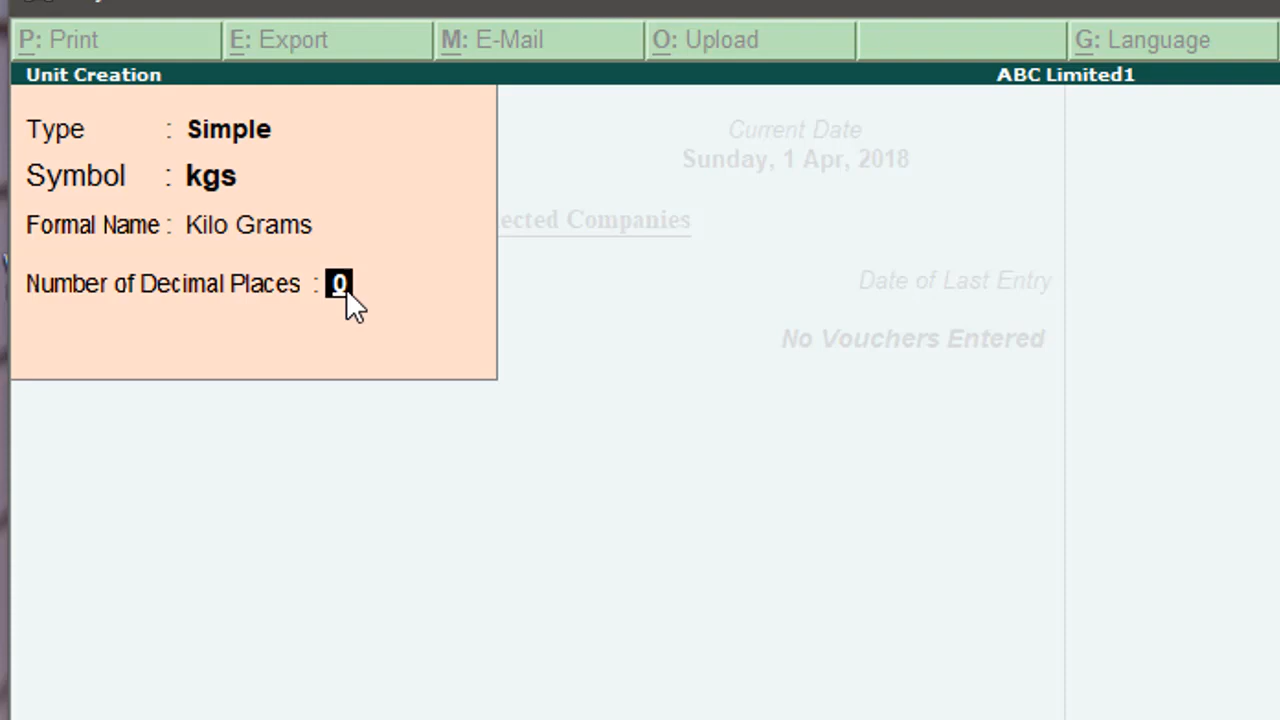 P: Print E: Export M: E-Mail O: Upload G: Language
Unit Creation ABC Limited1
Type : Simple
Symbol : kgs
Formal Name : Kilo Grams
Number of Decimal Places : 0
Current Date
Sunday, 1 Apr, 2018
ected Companies
Date of Last Entry
No Vouchers Entered